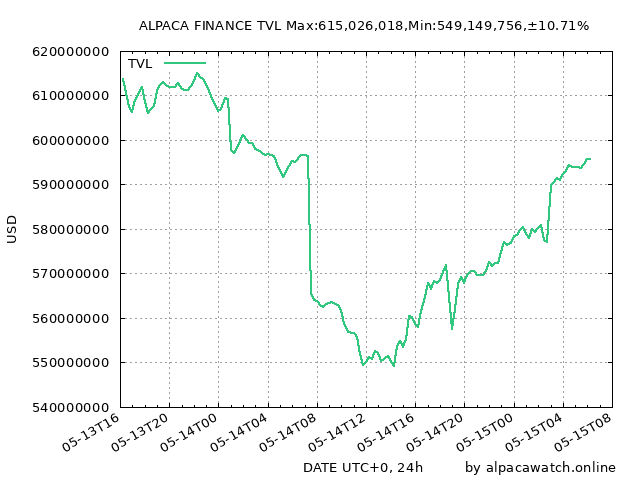 ALPACA FINANCE TVL Max:615,026,018,Min:549,149,756,±10.71%
TVL
620000000
610000000
600000000
590000000
580000000
570000000
560000000
550000000
540000000
USD
05-13T16
05-13T20
05-14T00
05-14T04
05-14T08
05-14T12
05-14T16
05-14T20
05-15T00
05-15T04
05-15T08
DATE UTC+0, 24h
by alpacawatch.online